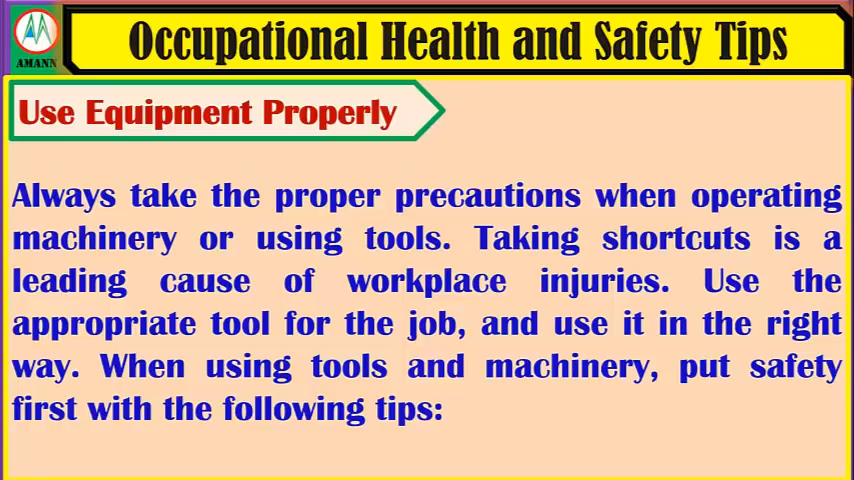 AMANN
Occupational Health and Safety Tips
Use Equipment Properly
Always take the proper precautions when operating
machinery or using tools. Taking shortcuts is a
leading cause of workplace injuries. Use the
appropriate tool for the job, and use it in the right
way. When using tools and machinery, put safety
first with the following tips: